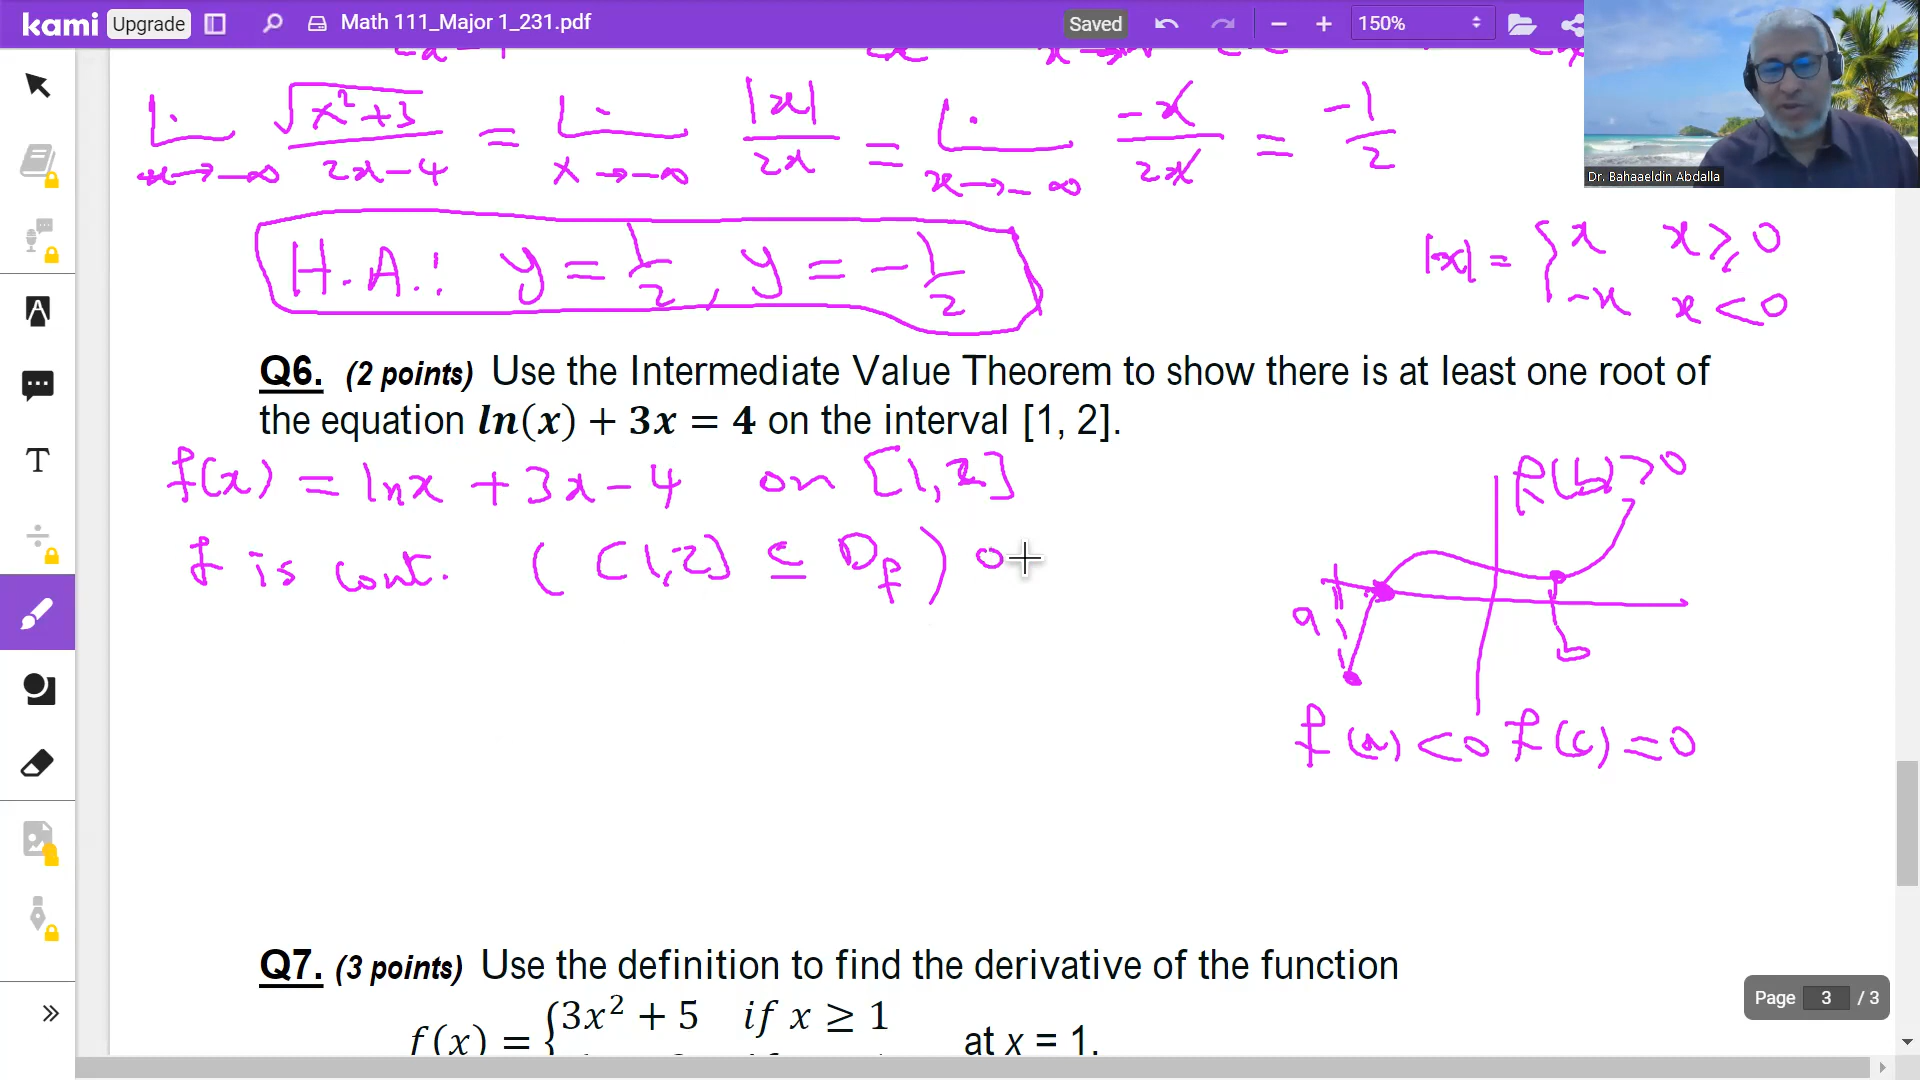 kami Upgrade Math 111_Major 1_231.pdf Saved 150%
lim x→-∞ √(x²+3) / (2x-4) = lim x→-∞ |x| / 2x = lim x→-∞ -x / 2x = -1/2
Dr. Bahaaeldin Abdalla
H.A.: y = 1/2, y = -1/2
|x| = { x x ≥ 0
-x x < 0
Q6. (2 points) Use the Intermediate Value Theorem to show there is at least one root of
the equation ln(x) + 3x = 4 on the interval [1, 2].
f(x) = lnx + 3x - 4 on [1,2]
f is cont. ([1,2] ⊆ Df) o
f(b) > 0
a
b
f(a) < 0 f(c) = 0
Q7. (3 points) Use the definition to find the derivative of the function
f(x) = {3x² + 5 if x ≥ 1
at x = 1.
Page 3 / 3